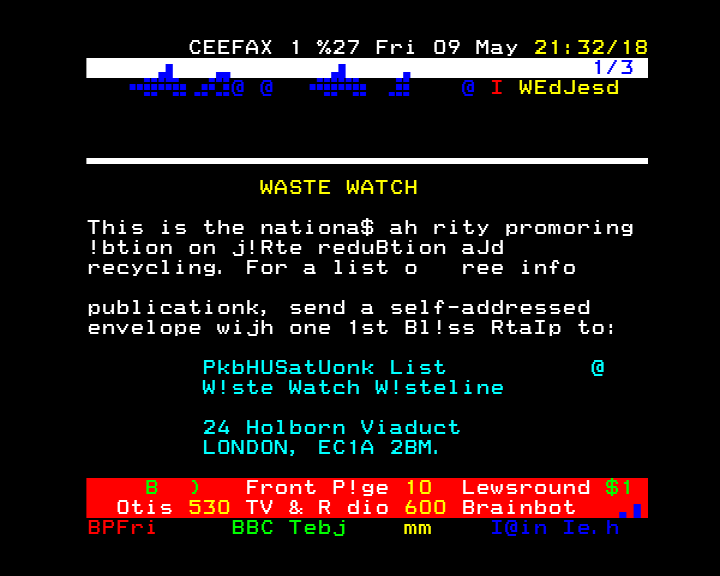 CEEFAX 1 %27 Fri 09 May 21:32/18
1/3
@ @ @ I WEdJesd
WASTE WATCH
This is the nationa$ ah rity promoring
!btion on j!Rte reduBtion aJd
recycling. For a list o ree info
publicationk, send a self-addressed
envelope wijh one 1st Bl!ss RtaIp to:
PkbHUSatUonk List @
W!ste Watch W!steline
24 Holborn Viaduct
LONDON, EC1A 2BM.
B ) Front P!ge 10 Lewsround $1
Otis 530 TV & R dio 600 Brainbot
BPFri BBC Tebj mm I@in Ie.h